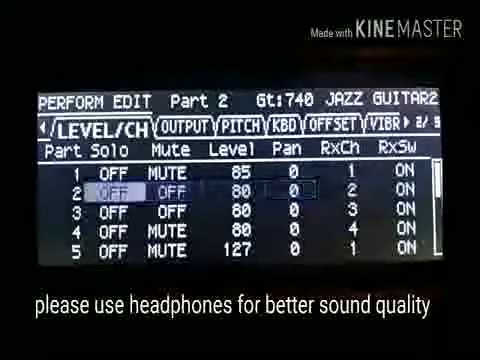 Made with KINEMASTER
PERFORM EDIT Part 2 Gt:740 JAZZ GUITAR2
LEVEL/CH OUTPUT PITCH KBD OFFSET VIBR 2/ 5
Part Solo Mute Level Pan RxCh RxSw
1 OFF MUTE 85 0 1 ON
2 OFF OFF 80 0 2 ON
3 OFF OFF 80 0 3 ON
4 OFF MUTE 80 0 4 ON
5 OFF MUTE 127 0 1 ON
please use headphones for better sound quality